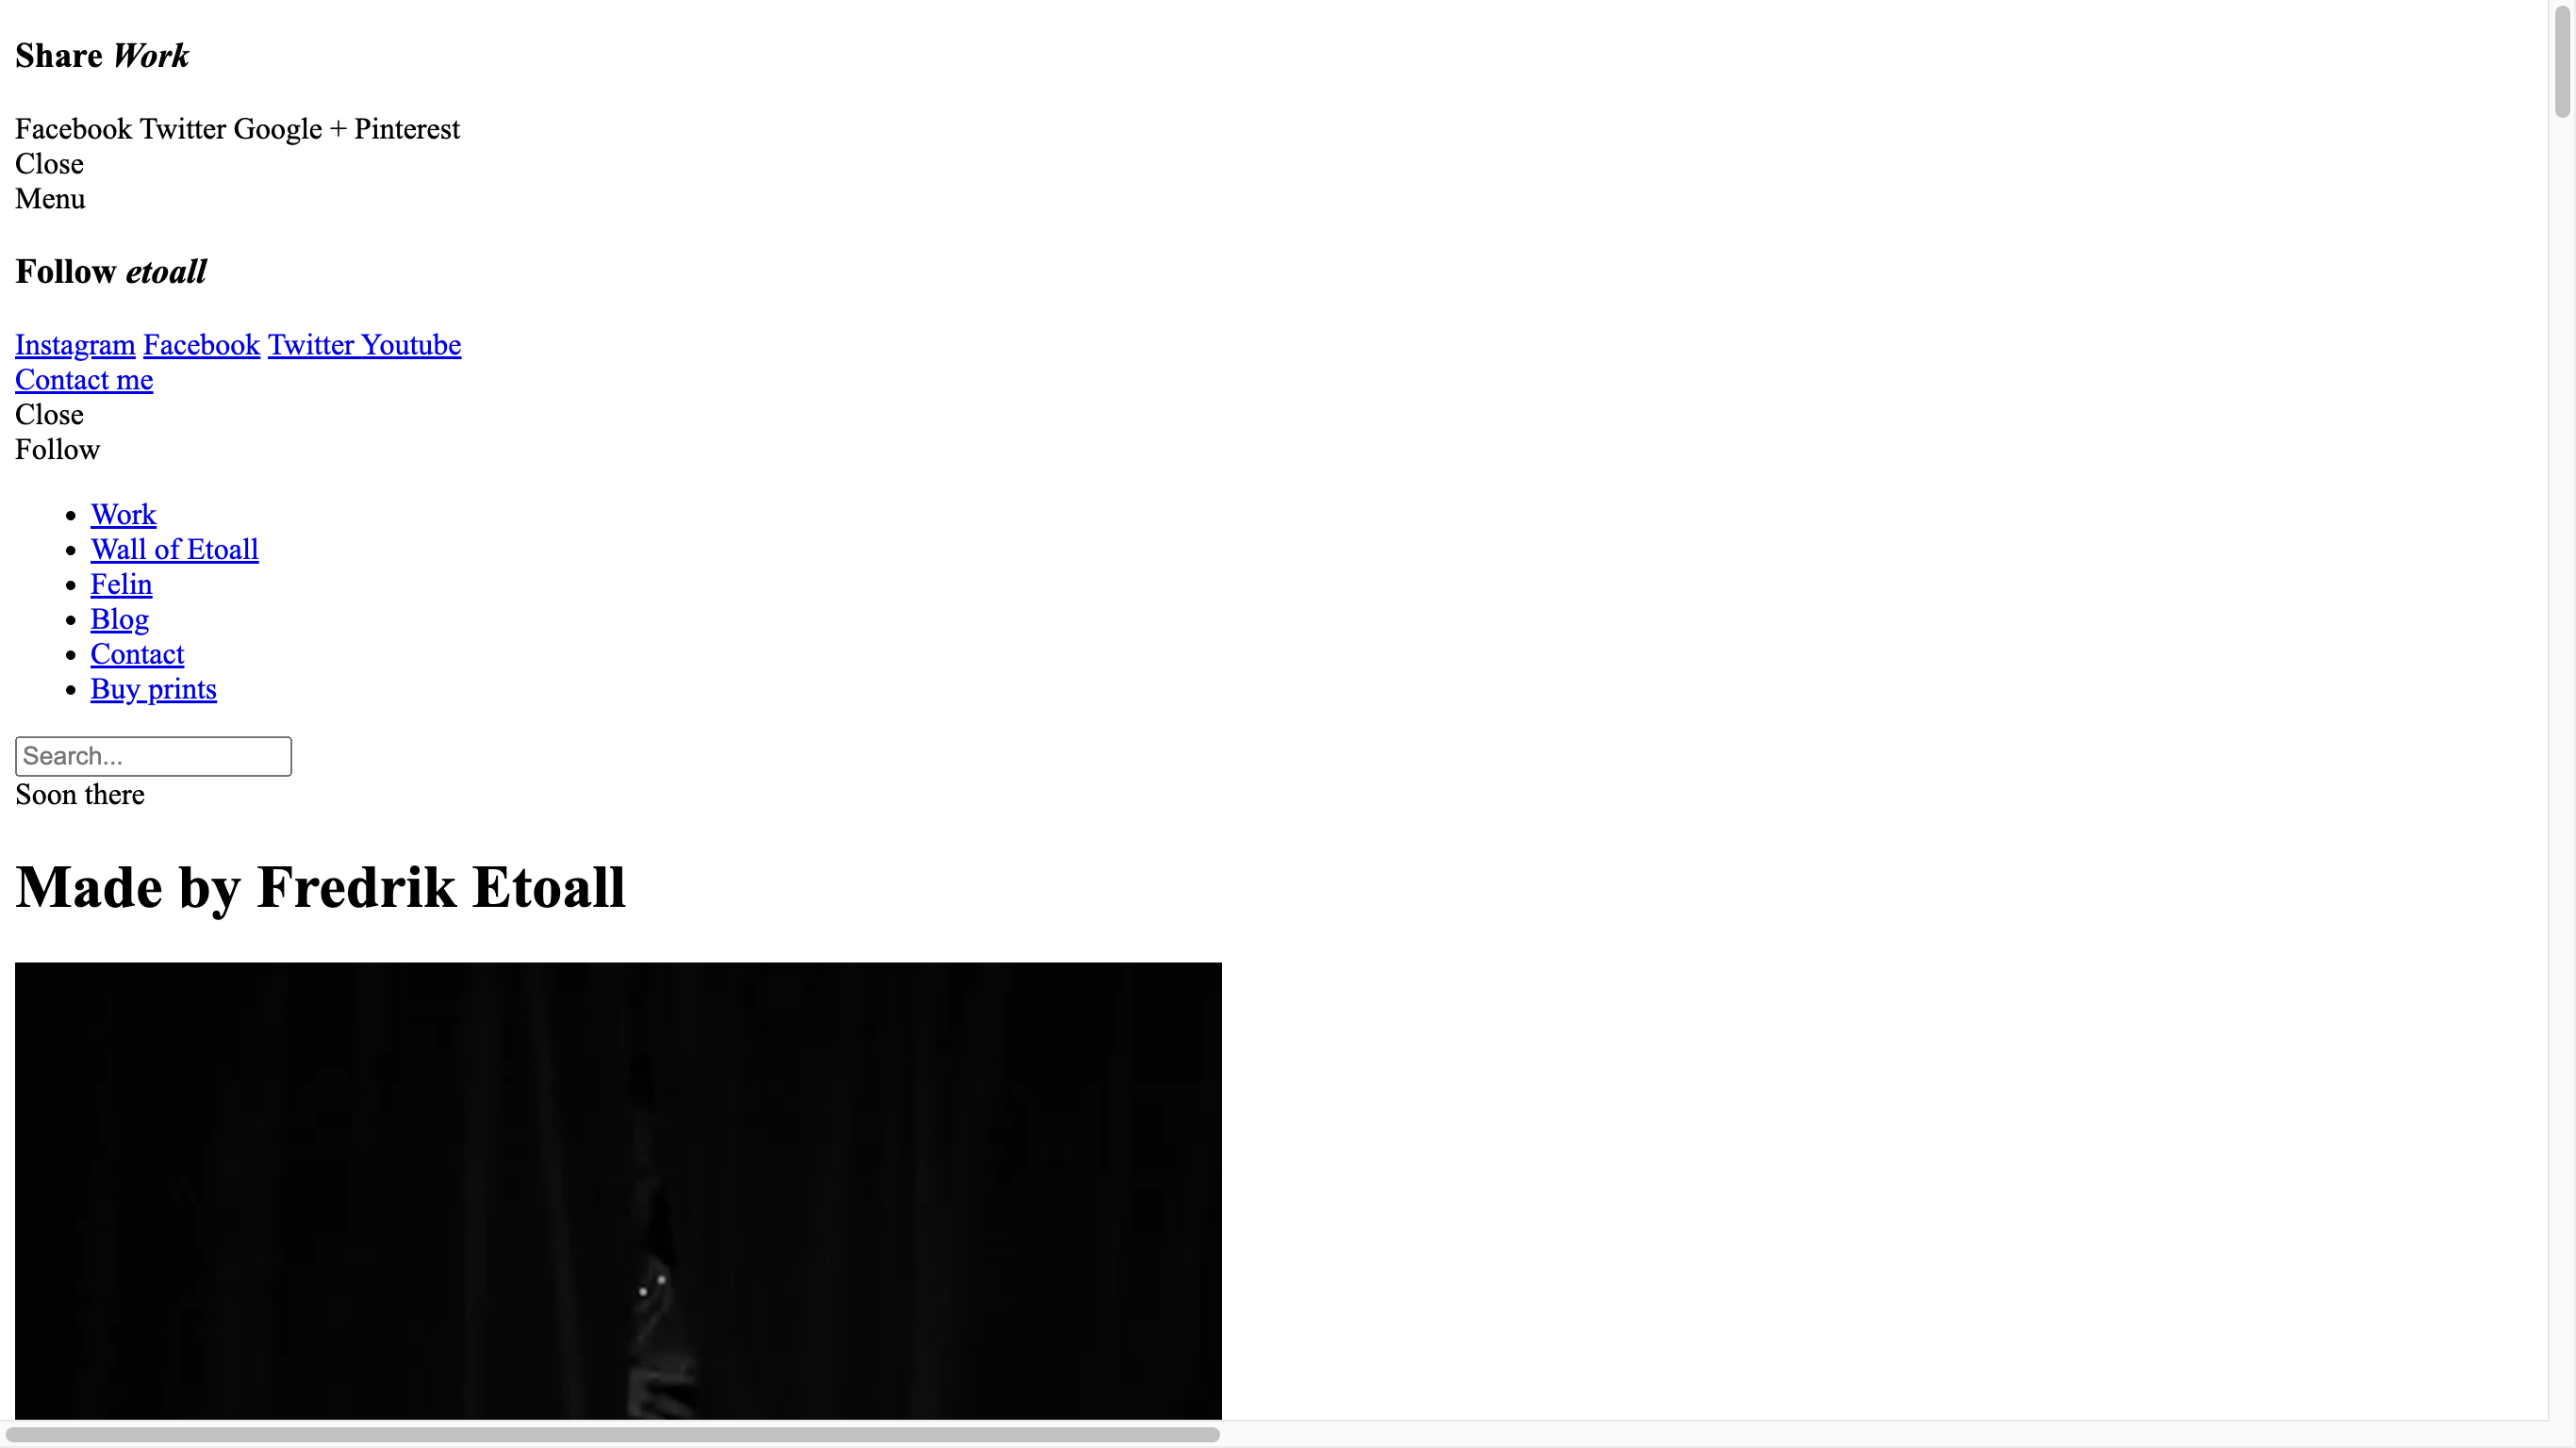 Share Work
Facebook Twitter Google + Pinterest
Close
Menu
Follow etoall
Instagram Facebook Twitter Youtube
Contact me
Close
Follow
Work
Wall of Etoall
Felin
Blog
Contact
Buy prints
Search...
Soon there
Made by Fredrik Etoall